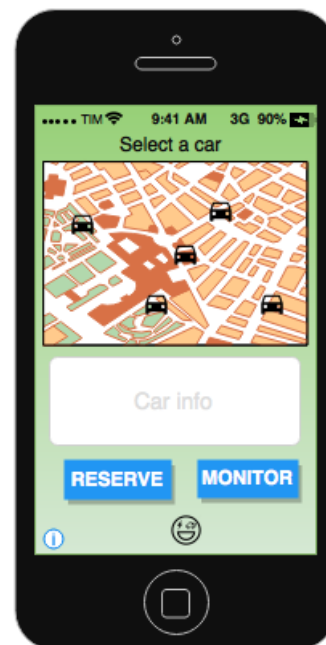 TIM 9:41 AM 3G 90%
Select a car
Car info
RESERVE MONITOR
i